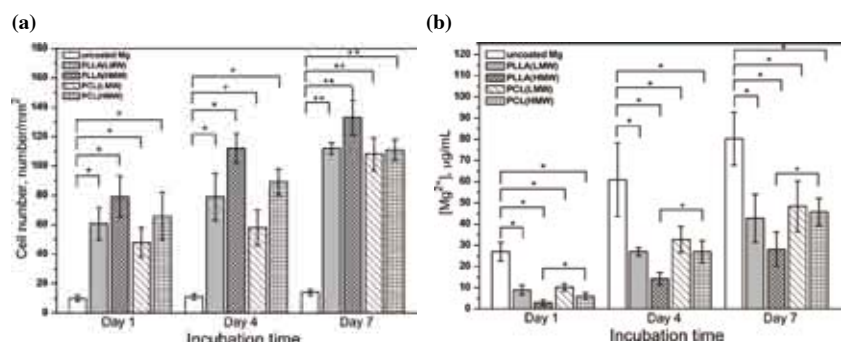 (a)
Cell number, number/mm²
180
160
140
120
100
80
60
40
20
0
uncoated Mg
PLLA(LMW)
PLLA(HMW)
PCL(LMW)
PCL(HMW)
* * * *
* * * *
** ** ** **
Day 1 Day 4 Day 7
Incubation time
(b)
[Mg²⁺], µg/mL
120
110
100
90
80
70
60
50
40
30
20
10
0
uncoated Mg
PLLA(LMW)
PLLA(HMW)
PCL(LMW)
PCL(HMW)
* * * * *
* * * * *
* * * * *
Day 1 Day 4 Day 7
Incubation time